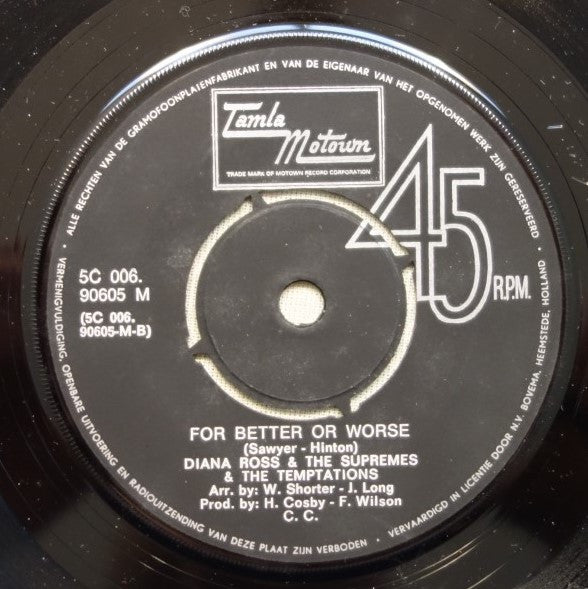 ALLE RECHTEN VAN DE GRAMOFOONPLATENFABRIKANT EN VAN DE EIGENAAR VAN HET OPGENOMEN WERK ZIJN GERESERVEERD
Tamla
Motown
TRADE MARK OF MOTOWN RECORD CORPORATION
45
R.P.M.
5C 006.
90605 M
(5C 006.
90605-M-B)
FOR BETTER OR WORSE
(Sawyer - Hinton)
DIANA ROSS & THE SUPREMES
& THE TEMPTATIONS
Arr. by: W. Shorter - J. Long
Prod. by: H. Cosby - F. Wilson
C. C.
VERMENIGVULDIGING, OPENBARE UITVOERING EN RADIOUITZENDING VAN DEZE PLAAT ZIJN VERBODEN
VERVAARDIGD IN LICENTIE DOOR N.V. BOVEMA, HEEMSTEDE, HOLLAND